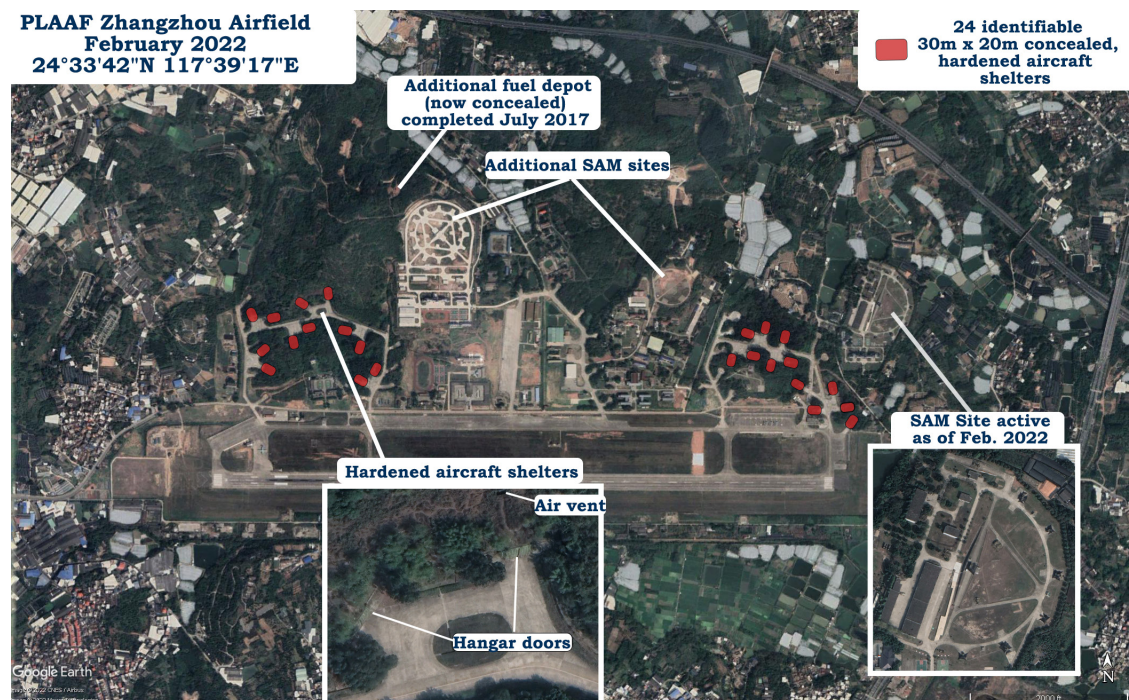 PLAAF Zhangzhou Airfield
February 2022
24°33'42"N 117°39'17"E
24 identifiable
30m x 20m concealed,
hardened aircraft
shelters
Additional fuel depot
(now concealed)
completed July 2017
Additional SAM sites
SAM Site active
as of Feb. 2022
Hardened aircraft shelters
Air vent
Hangar doors
Google Earth
N